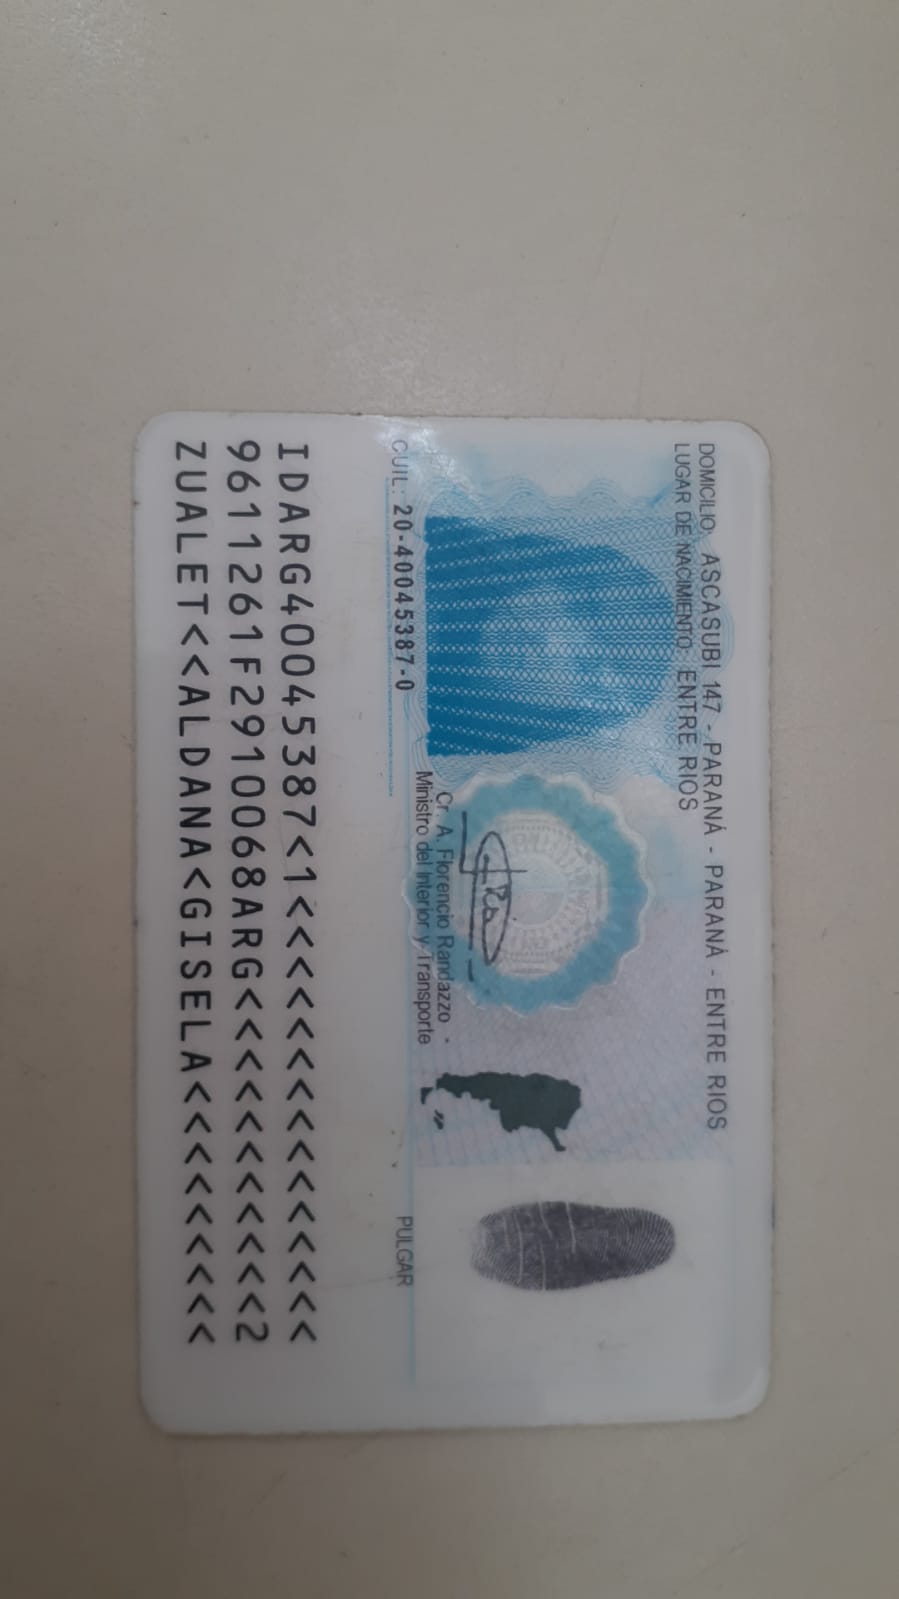 DOMICILIO: ASCASUBI 147 - PARANÁ - PARANÁ - ENTRE RIOS
LUGAR DE NACIMIENTO: ENTRE RIOS
Cr. A. Florencio Randazzo -
Ministro del Interior y Transporte
CUIL: 20-40045387-0
PULGAR
IDARG40045387<1<<<<<<<<<<<<<<<
9611261F2910068ARG<<<<<<<<<<<2
ZUALET<<ALDANA<GISELA<<<<<<<<<